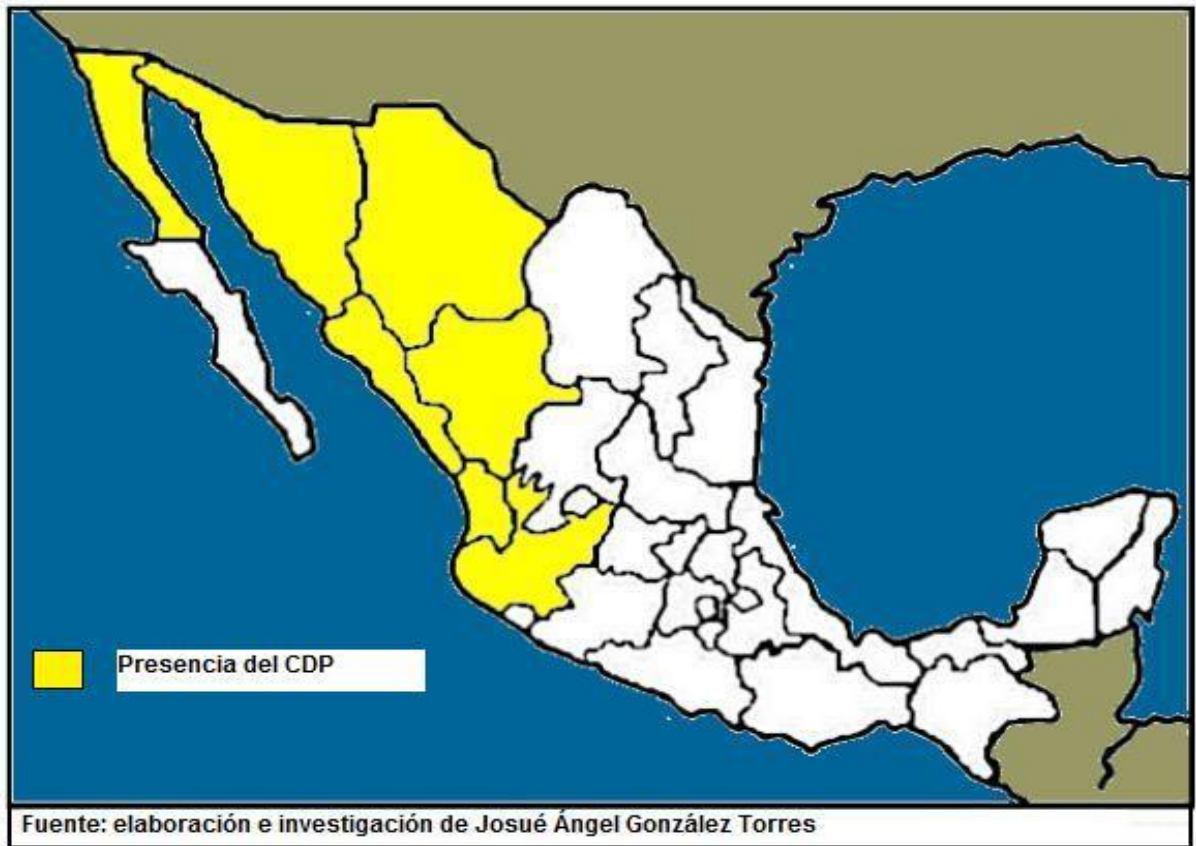 Presencia del CDP
Fuente: elaboración e investigación de Josué Ángel González Torres